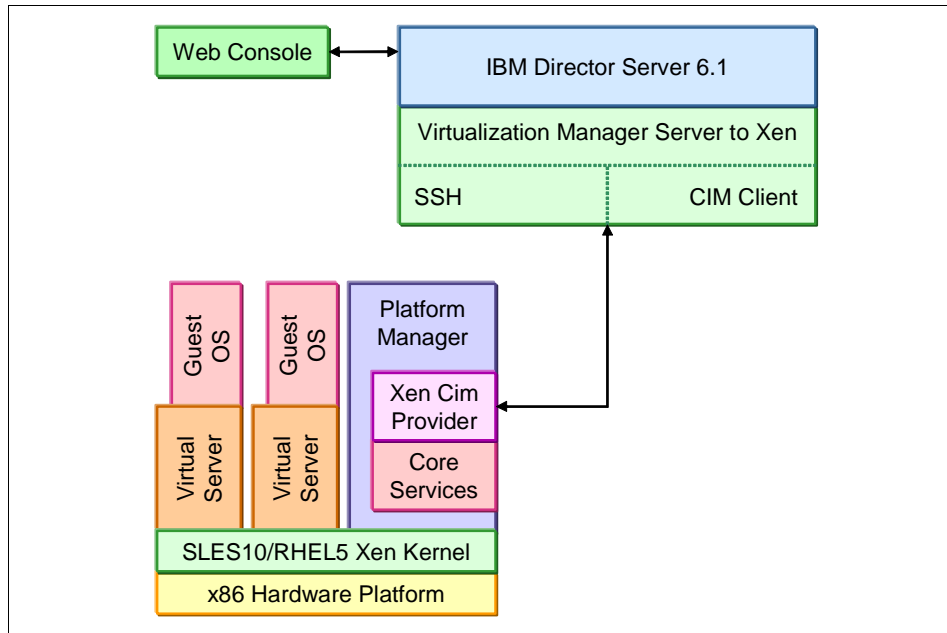 Web Console
IBM Director Server 6.1
Virtualization Manager Server to Xen
SSH
CIM Client
Guest
OS
Guest
OS
Platform
Manager
Xen Cim
Provider
Virtual
Server
Virtual
Server
Core
Services
SLES10/RHEL5 Xen Kernel
x86 Hardware Platform